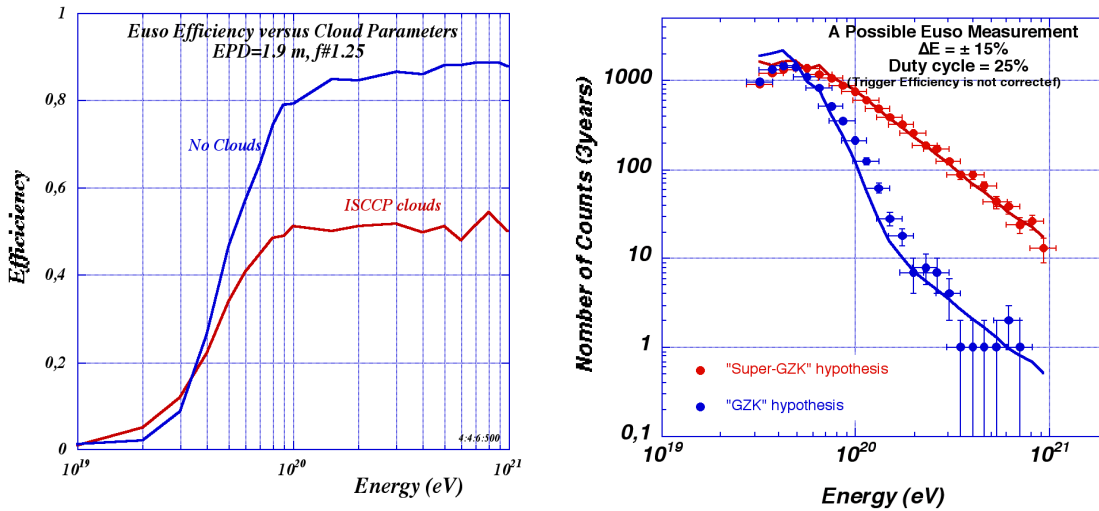 Euso Efficiency versus Cloud Parameters
EPD=1.9 m, f#1.25
1
0,8
0,6
0,4
0,2
0
Efficiciency
No Clouds
ISCCP clouds
4:4:6:500
10^19
10^20
10^21
Energy (eV)
A Possible Euso Measurement
ΔE = ± 15%
Duty cycle = 25%
(Trigger Efficiency is not correctef)
1000
100
10
1
0,1
Nomber of Counts (3years)
"Super-GZK" hypothesis
"GZK" hypothesis
10^19
10^20
10^21
Energy (eV)